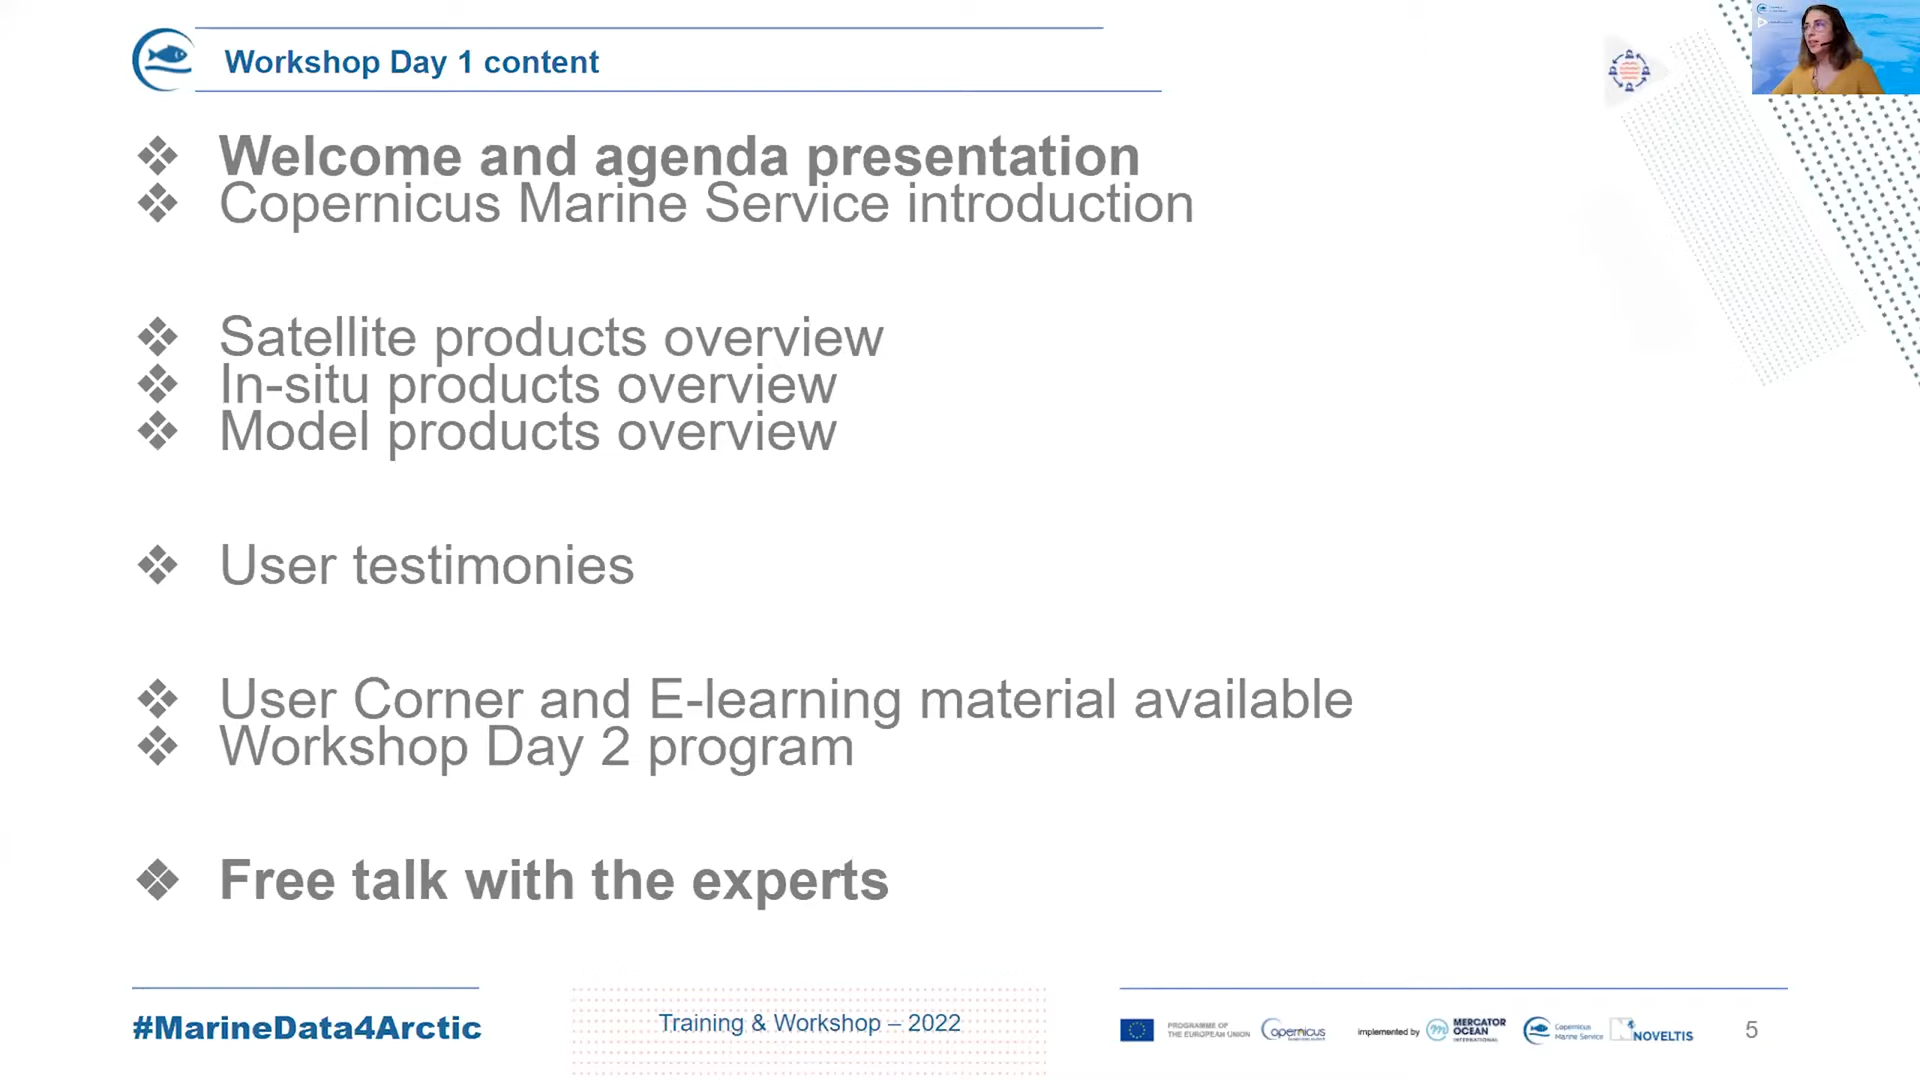 Workshop Day 1 content
Welcome and agenda presentation
Copernicus Marine Service introduction
Satellite products overview
In-situ products overview
Model products overview
User testimonies
User Corner and E-learning material available
Workshop Day 2 program
Free talk with the experts
#MarineData4Arctic
Training & Workshop – 2022
PROGRAMME OF
THE EUROPEAN UNION
Copernicus
implemented by
MERCATOR
OCEAN
INTERNATIONAL
Copernicus
Marine Service
NOVELTIS
5